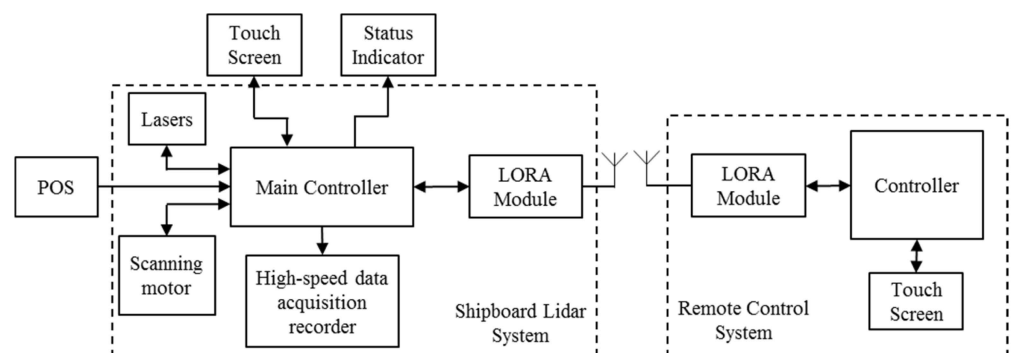 Touch
Screen
Status
Indicator
Lasers
POS
Main Controller
LORA
Module
LORA
Module
Controller
Scanning
motor
High-speed data
acquisition
recorder
Shipboard Lidar
System
Remote Control
System
Touch
Screen